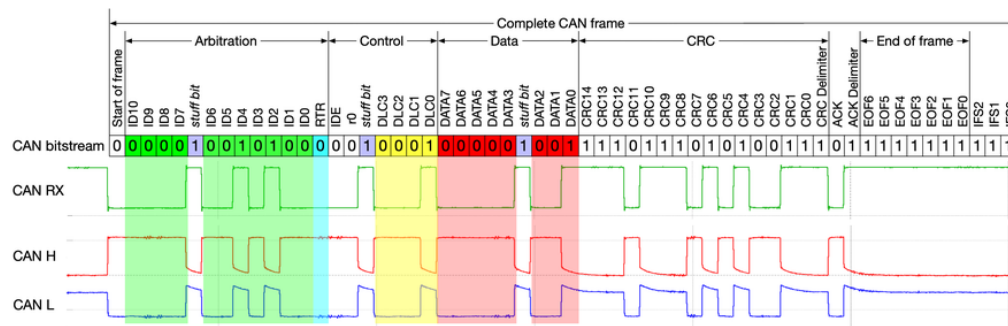 Complete CAN frame
Arbitration Control Data CRC End of frame
Start of frame
ID10
ID9
ID8
ID7
stuff bit
ID6
ID5
ID4
ID3
ID2
ID1
ID0
RTR
IDE
r0
stuff bit
DLC3
DLC2
DLC1
DLC0
DATA7
DATA6
DATA5
DATA4
DATA3
stuff bit
DATA2
DATA1
DATA0
CRC14
CRC13
CRC12
CRC11
CRC10
CRC9
CRC8
CRC7
CRC6
CRC5
CRC4
CRC3
CRC2
CRC1
CRC0
CRC Delimiter
ACK
ACK Delimiter
EOF6
EOF5
EOF4
EOF3
EOF2
EOF1
EOF0
IFS2
IFS1
CAN bitstream 0 0 0 0 0 1 0 0 1 0 1 0 0 0 0 0 1 0 0 0 1 0 0 0 0 0 1 0 0 1 1 1 1 0 1 1 1 0 1 0 1 0 0 1 1 1 0 1 1 1 1 1 1 1 1 1 1
CAN RX
CAN H
CAN L